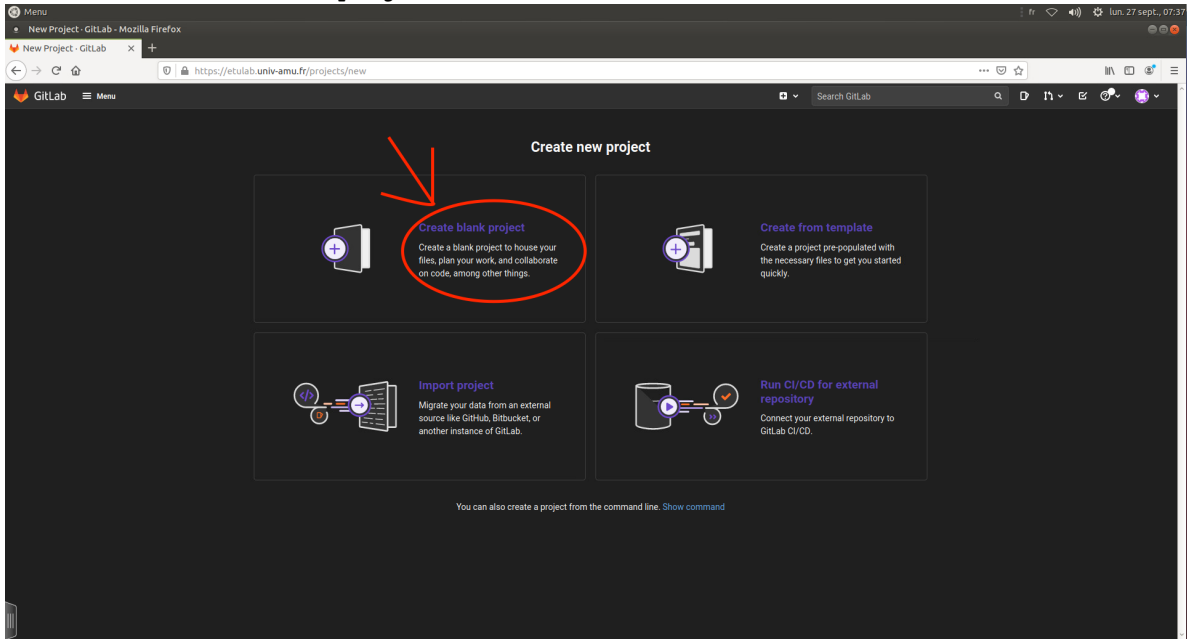 Menu
fr
lun. 27 sept., 07:37
New Project · GitLab - Mozilla Firefox
New Project · GitLab
https://etulab.univ-amu.fr/projects/new
GitLab
Menu
Search GitLab
Create new project
Create blank project
Create a blank project to house your
files, plan your work, and collaborate
on code, among other things.
Create from template
Create a project pre-populated with
the necessary files to get you started
quickly.
Import project
Migrate your data from an external
source like GitHub, Bitbucket, or
another instance of GitLab.
Run CI/CD for external
repository
Connect your external repository to
GitLab CI/CD.
You can also create a project from the command line. Show command